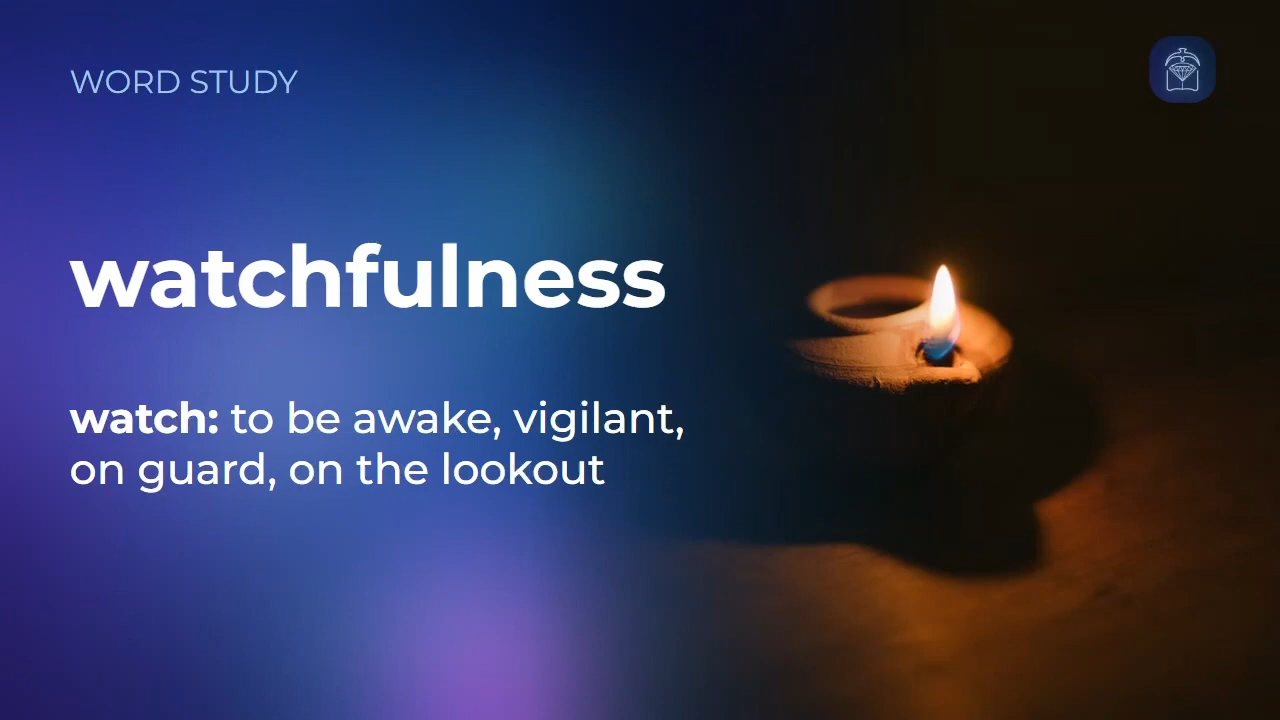 WORD STUDY
watchfulness
watch: to be awake, vigilant,
on guard, on the lookout